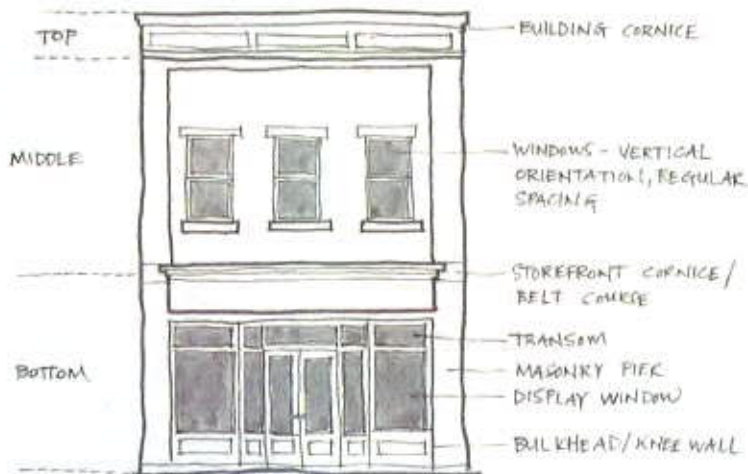 TOP
BUILDING CORNICE
MIDDLE
WINDOWS - VERTICAL
ORIENTATION, REGULAR
SPACING
STOREFRONT CORNICE/
BELT COURSE
TRANSOM
BOTTOM
MASONRY PIER
DISPLAY WINDOW
BULKHEAD/KNEE WALL